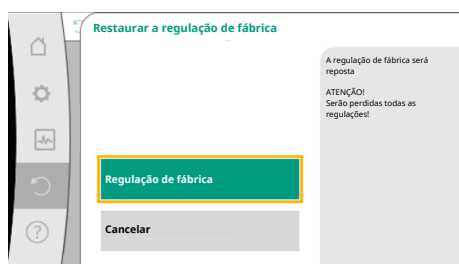 Restaurar a regulação de fábrica
A regulação de fábrica será
reposta
ATENÇÃO!
Serão perdidas todas as
regulações!
Regulação de fábrica
Cancelar
?